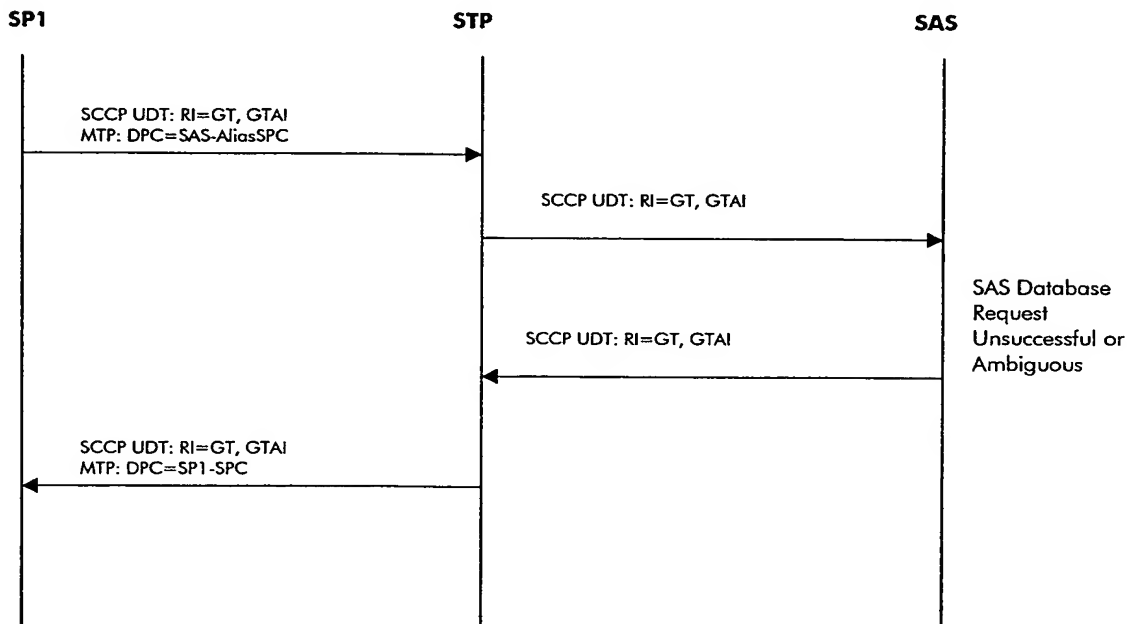 SP1
STP
SAS
SCCP UDT: RI=GT, GTAI
MTP: DPC=SAS-AliasSPC
SCCP UDT: RI=GT, GTAI
SAS Database
Request
Unsuccessful or
Ambiguous
SCCP UDT: RI=GT, GTAI
SCCP UDT: RI=GT, GTAI
MTP: DPC=SP1-SPC